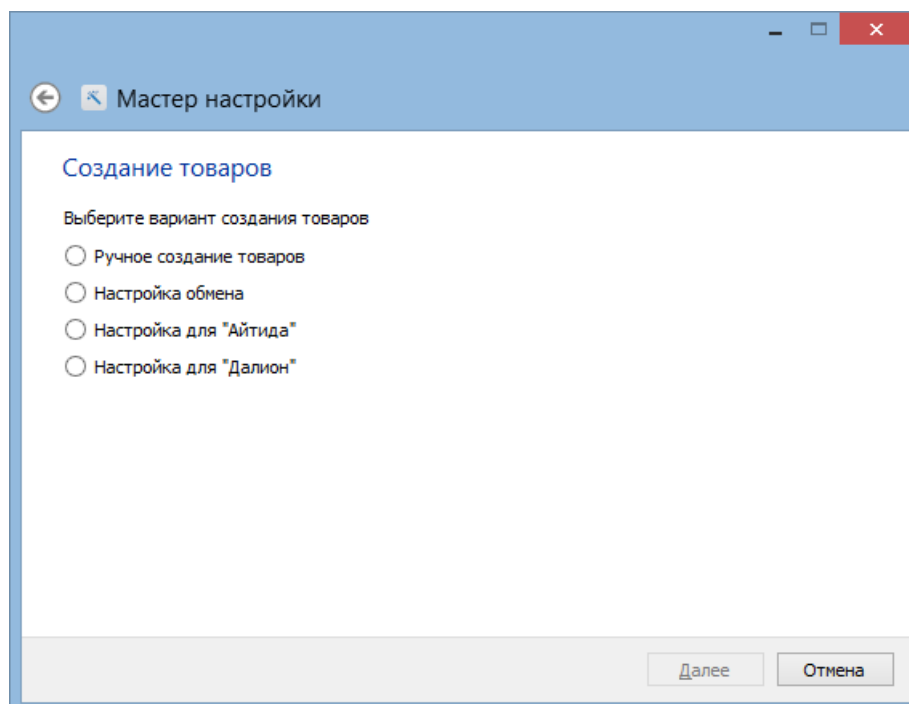 Мастер настройки
Создание товаров
Выберите вариант создания товаров
Ручное создание товаров
Настройка обмена
Настройка для "Айтида"
Настройка для "Далион"
Далее
Отмена